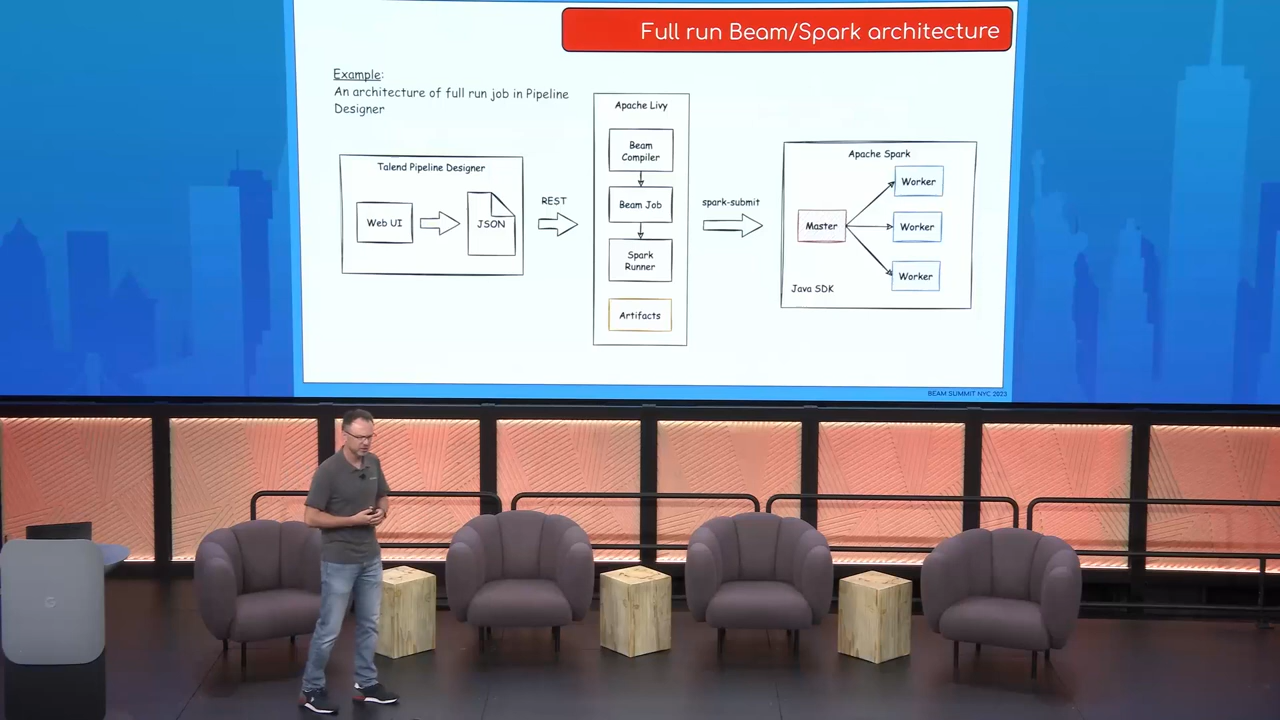 Full run Beam/Spark architecture
Example:
An architecture of full run job in Pipeline
Designer
Talend Pipeline Designer
Web UI
JSON
REST
Apache Livy
Beam
Compiler
Beam Job
Spark
Runner
Artifacts
spark-submit
Apache Spark
Master
Worker
Worker
Worker
Java SDK
BEAM SUMMIT NYC 2023